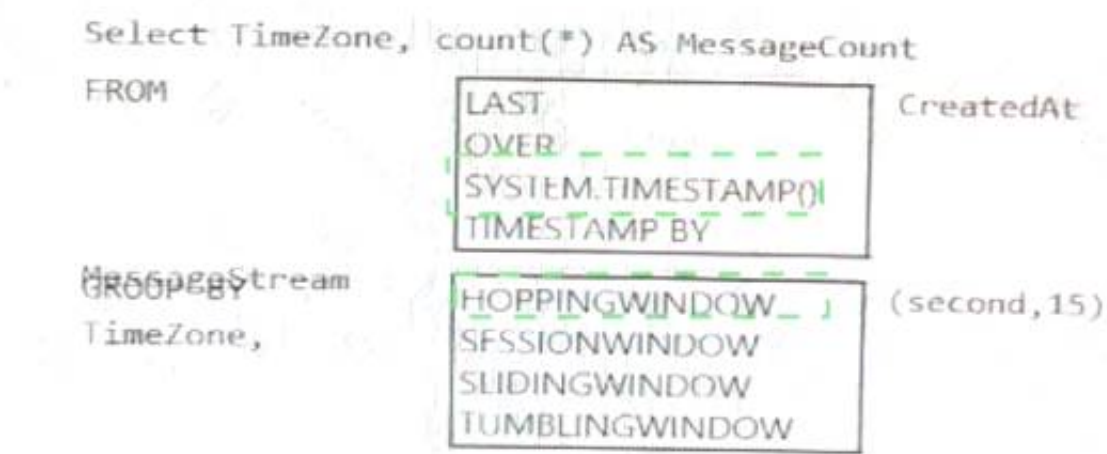 Select TimeZone, count(*) AS MessageCount
FROM
LAST
OVER
SYSTEM.TIMESTAMP()
TIMESTAMP BY
CreatedAt
MessageStream
GROUP BY
TimeZone,
HOPPINGWINDOW
SESSIONWINDOW
SLIDINGWINDOW
TUMBLINGWINDOW
(second,15)